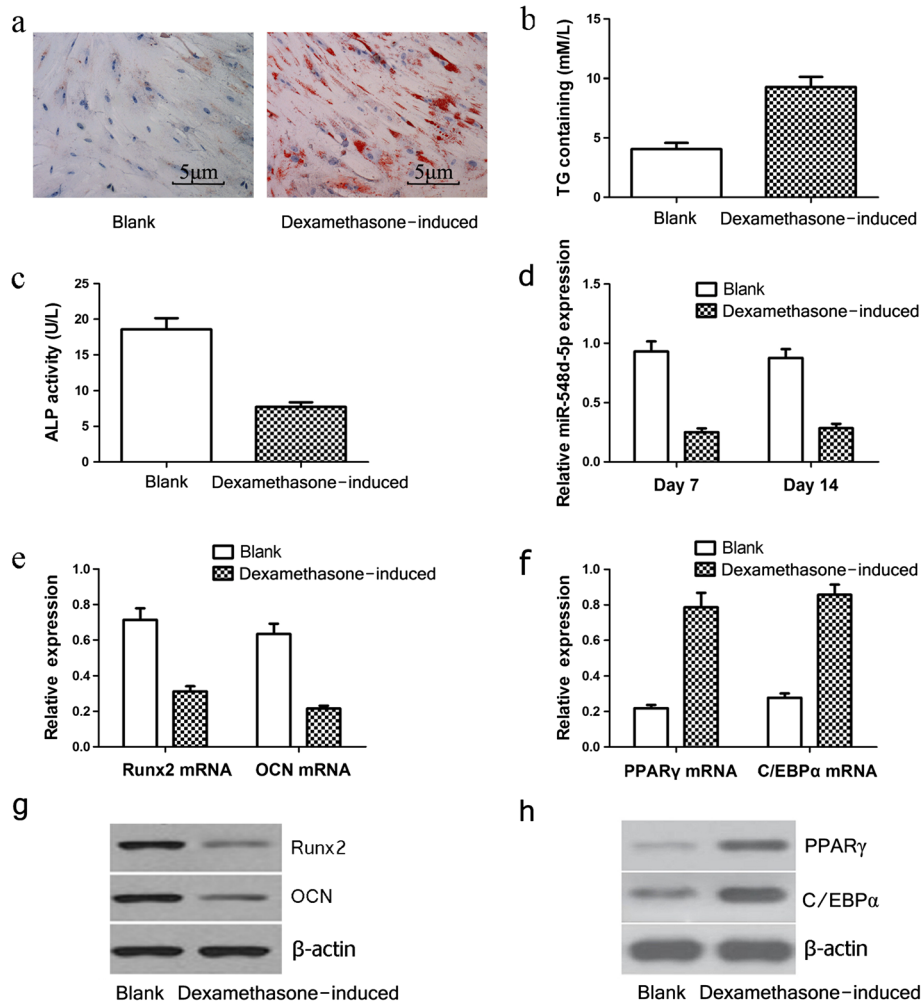 a
5μm
5μm
Blank
Dexamethasone-induced
b
TG containing (mM/L)
15
10
5
0
Blank
Dexamethasone-induced
c
ALP activity (U/L)
25
20
15
10
5
0
Blank
Dexamethasone-induced
d
Relative miR-548d-5p expression
1.5
1.0
0.5
0.0
Blank
Dexamethasone-induced
Day 7
Day 14
e
Relative expression
1.0
0.8
0.6
0.4
0.2
0.0
Blank
Dexamethasone-induced
Runx2 mRNA
OCN mRNA
f
Relative expression
1.0
0.8
0.6
0.4
0.2
0.0
Blank
Dexamethasone-induced
PPARγ mRNA
C/EBPα mRNA
g
Runx2
OCN
β-actin
Blank
Dexamethasone-induced
h
PPARγ
C/EBPα
β-actin
Blank
Dexamethasone-induced